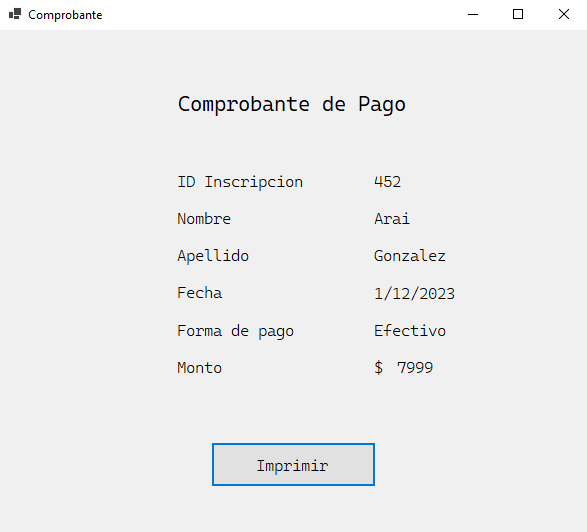 Comprobante
Comprobante de Pago
ID Inscripcion 452
Nombre Arai
Apellido Gonzalez
Fecha 1/12/2023
Forma de pago Efectivo
Monto $ 7999
Imprimir